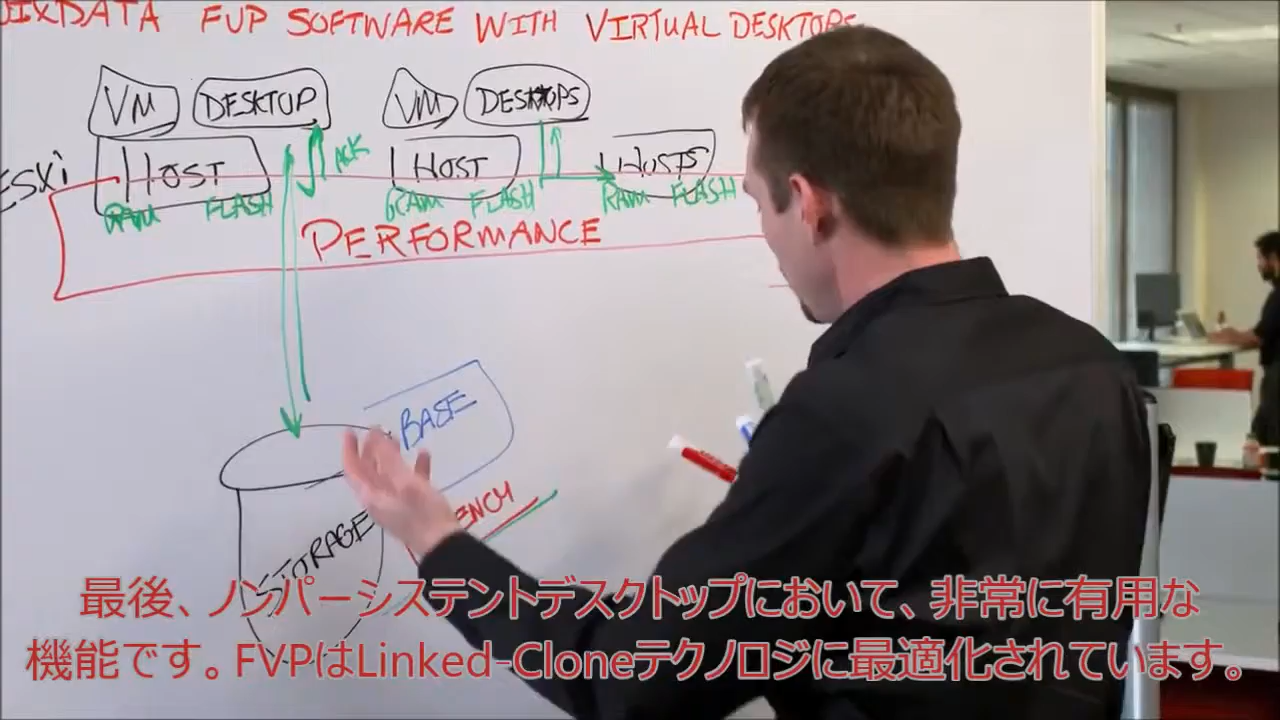 FVP SOFTWARE WITH VIRTUAL DESKTOPS
VM DESKTOP VM DESKTOPS
ESXi HOST ACK HOST HOSTS
RAM FLASH RAM FLASH RAM FLASH
PERFORMANCE
BASE
STORAGE
最後、ノンパーシステントデスクトップにおいて、非常に有用な
機能です。FVPはLinked-Cloneテクノロジに最適化されています。